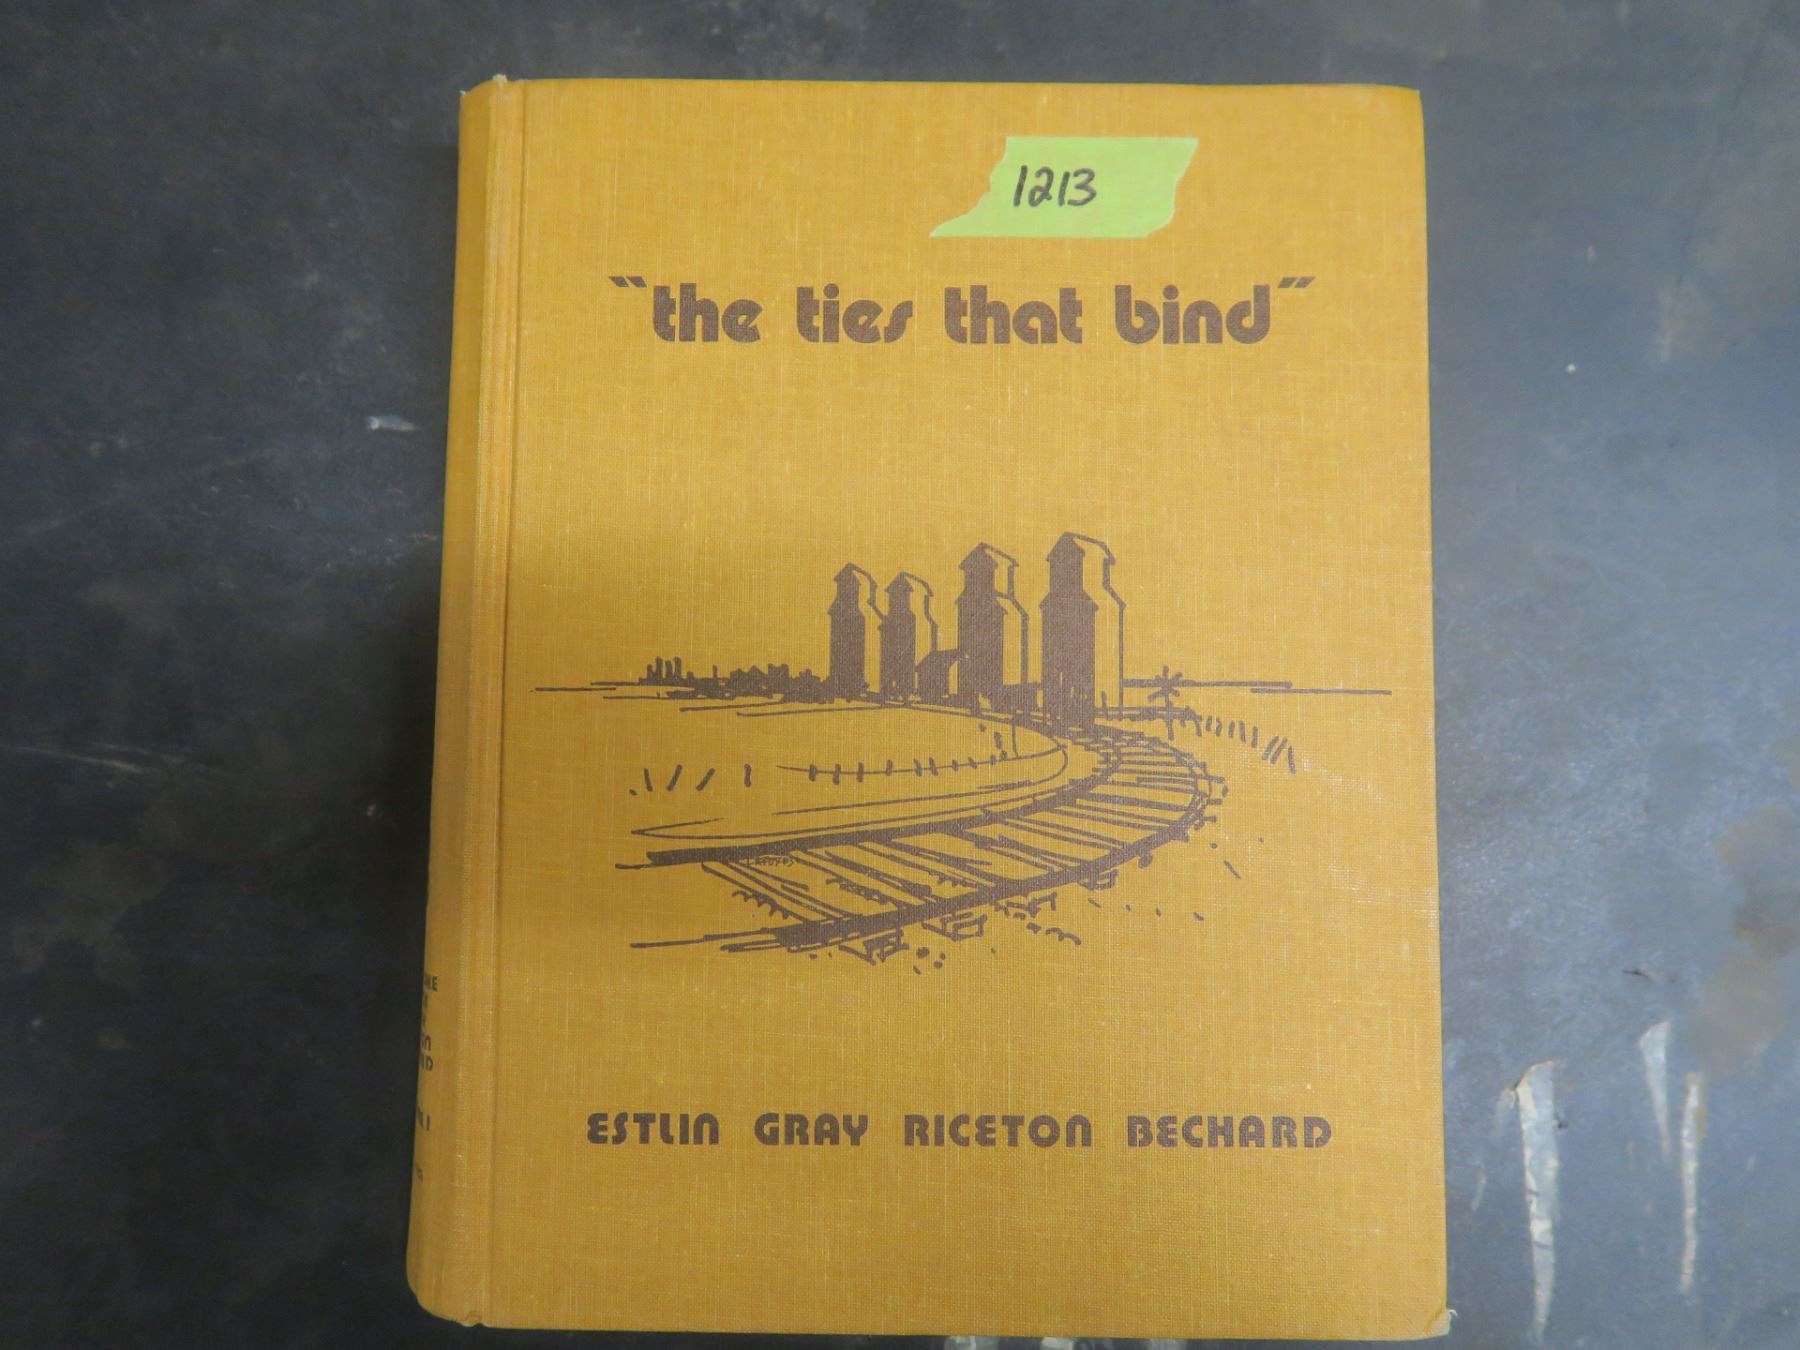 1213
"the ties that bind"
ESTLIN GRAY RICETON BECHARD